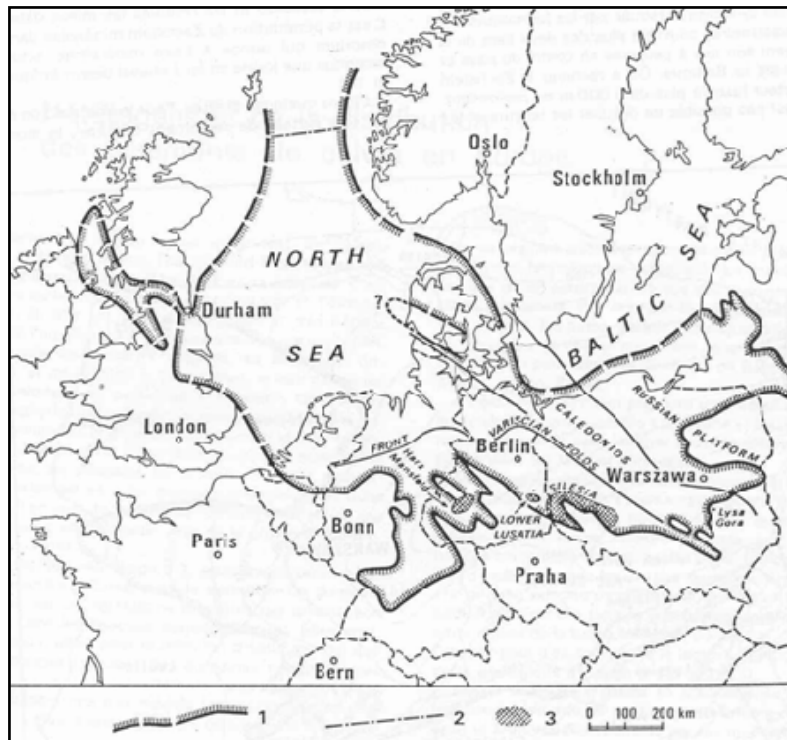 Oslo
Stockholm
NORTH
SEA
BALTIC SEA
?
Durham
London
FRONT
VARISCIAN
CALEDONIDS
FOLDS
RUSSIAN
PLATFORM
Berlin
Warszawa
Harz
SILESIA
Lysa
Gora
Bonn
LOWER
LUSATIA
Paris
Praha
Bern
1
2
3
0 100 200 km